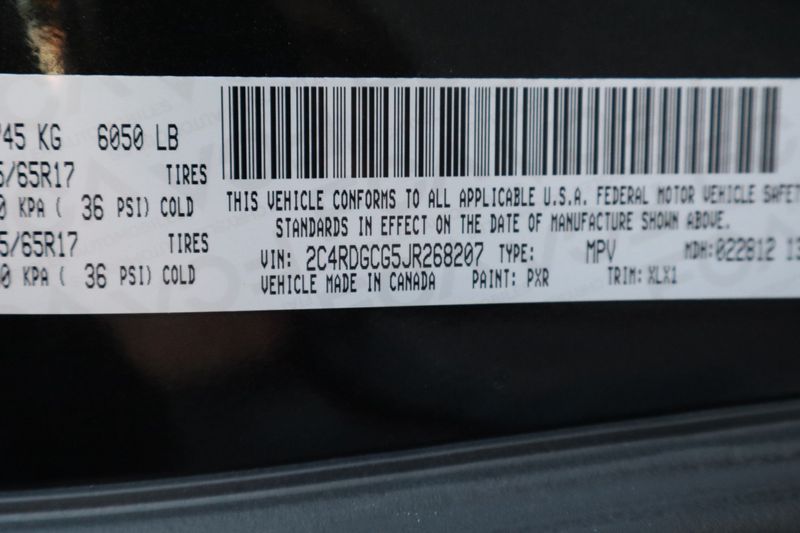 745 KG 6050 LB
5/65R17 TIRES
0 KPA ( 36 PSI) COLD
5/65R17 TIRES
0 KPA ( 36 PSI) COLD
THIS VEHICLE CONFORMS TO ALL APPLICABLE U.S.A. FEDERAL MOTOR VEHICLE SAFET
STANDARDS IN EFFECT ON THE DATE OF MANUFACTURE SHOWN ABOVE.
VIN: 2C4RDGCG5JR268207 TYPE: MPV MDH:022812 13
VEHICLE MADE IN CANADA PAINT: PXR TRIM: XLX1